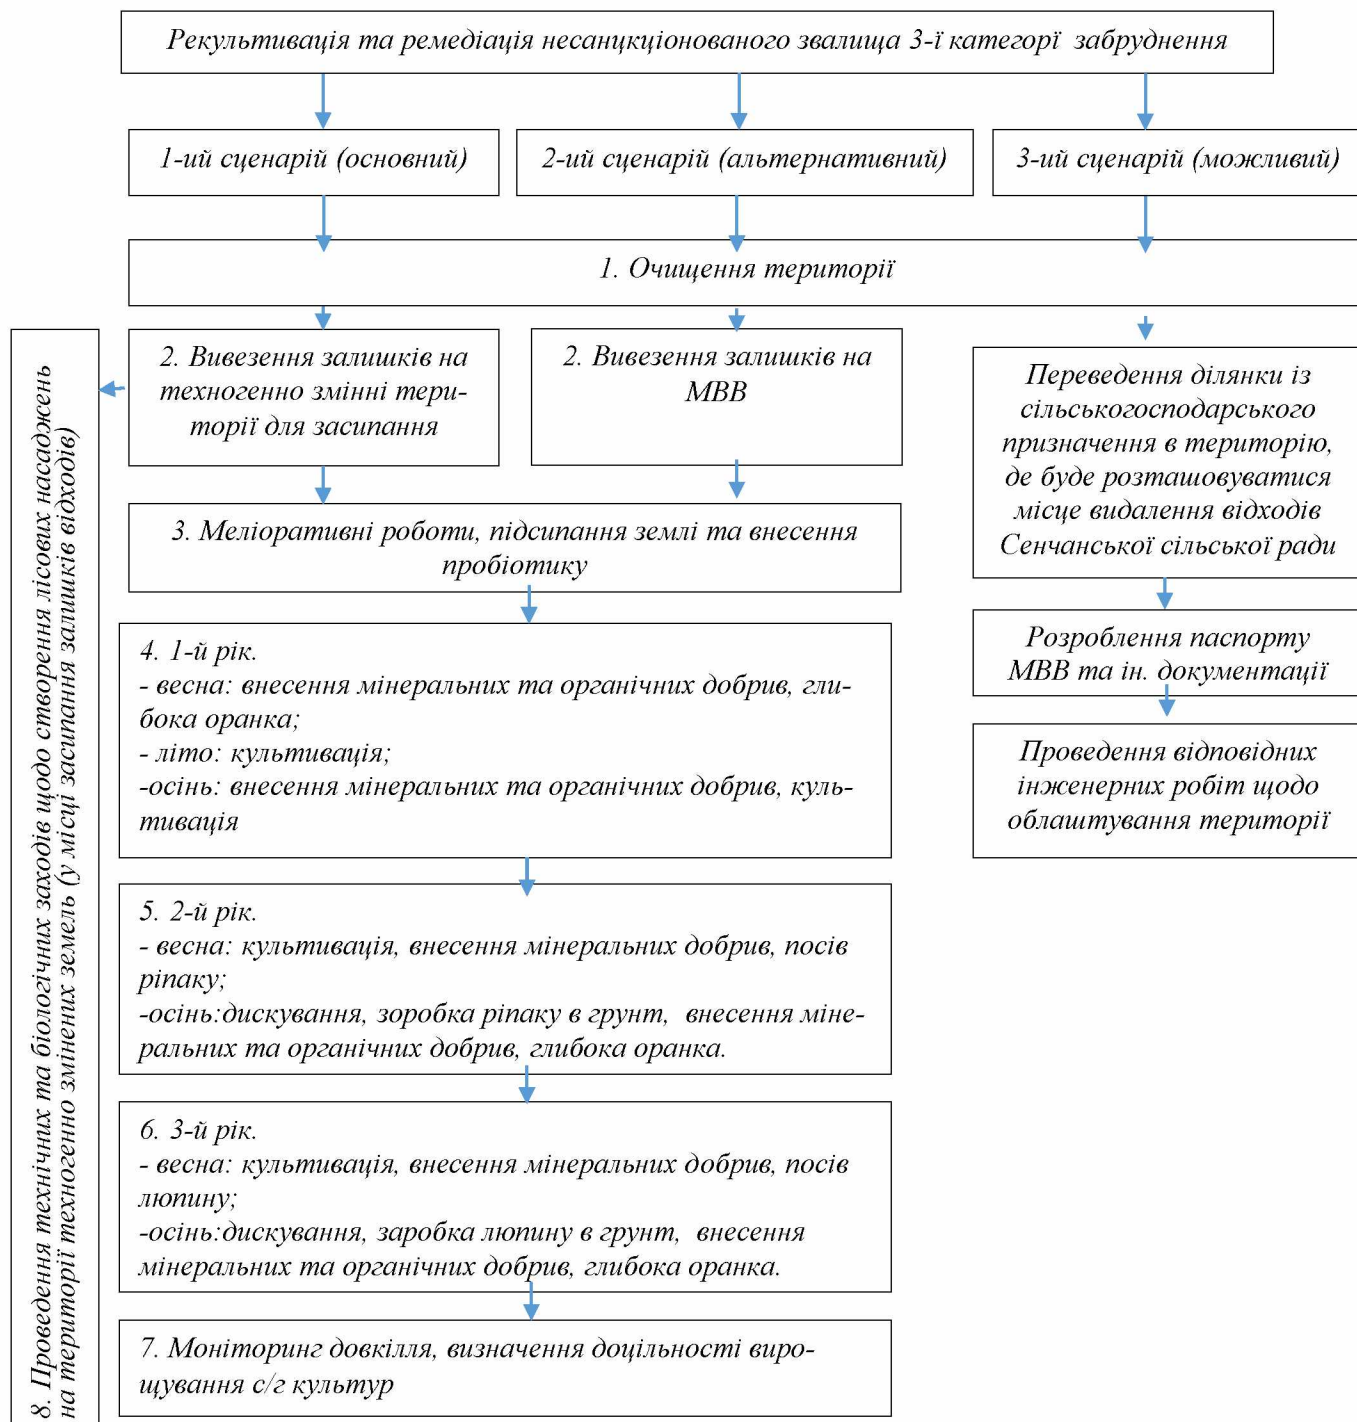 Рекультивація та ремедіація несанцкціонованого звалища 3-ї категорї забруднення
1-ий сценарій (основний)
2-ий сценарій (альтернативний)
3-ий сценарій (можливий)
1. Очищення території
2. Вивезення залишків на
техногенно змінні тери-
торії для засипання
2. Вивезення залишків на
МВВ
Переведення ділянки із
сільськогосподарського
призначення в територію,
де буде розташовуватися
місце видалення відходів
Сенчанської сільської ради
3. Меліоративні роботи, підсипання землі та внесення
пробіотику
Розроблення паспорту
МВВ та ін. документації
Проведення відповідних
інженерних робіт щодо
облаштування території
4. 1-й рік.
- весна: внесення мінеральних та органічних добрив, гли-
бока оранка;
- літо: культивація;
-осінь: внесення мінеральних та органічних добрив, куль-
тивація
5. 2-й рік.
- весна: культивація, внесення мінеральних добрив, посів
ріпаку;
-осінь:дискування, зоробка ріпаку в грунт, внесення міне-
ральних та органічних добрив, глибока оранка.
6. 3-й рік.
- весна: культивація, внесення мінеральних добрив, посів
люпину;
-осінь:дискування, заробка люпину в грунт, внесення
мінеральних та органічних добрив, глибока оранка.
7. Моніторинг довкілля, визначення доцільності виро-
щування с/г культур
8. Проведення технічних та біологічних заходів щодо створення лісових насаджень
на території техногенно змінених земель (у місці засипання залишків відходів)